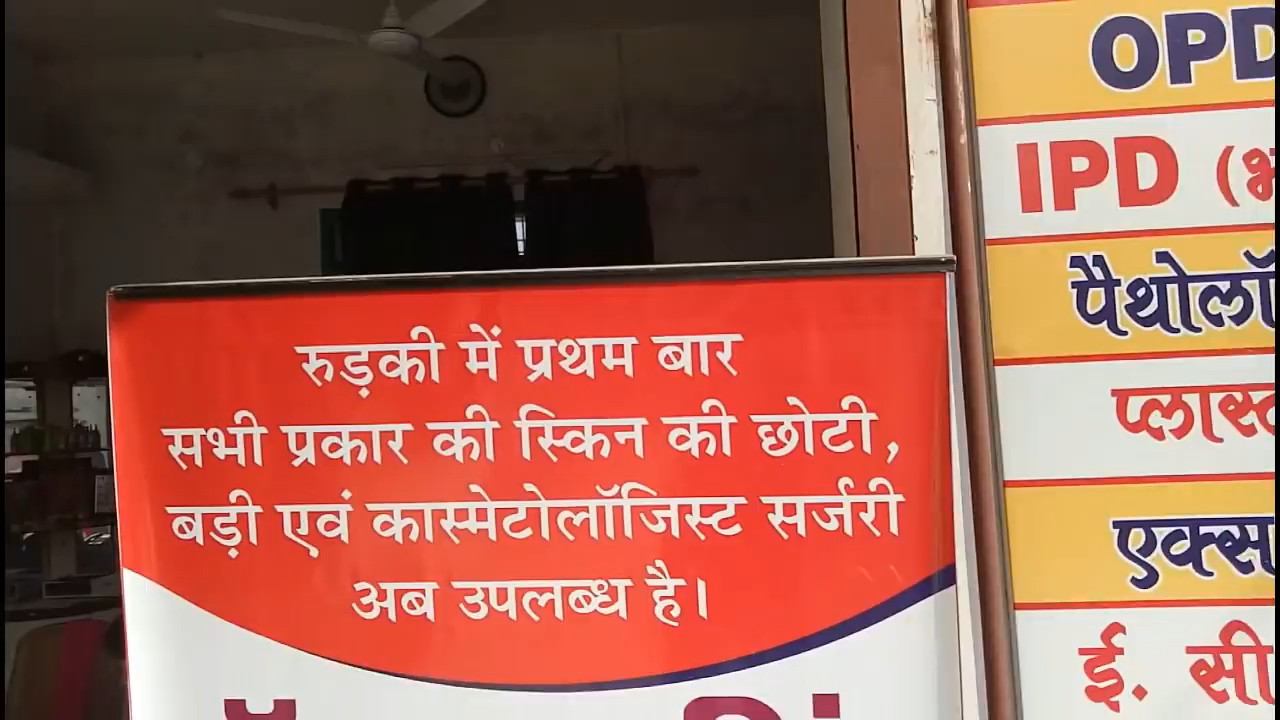 रुड़की में प्रथम बार
सभी प्रकार की स्किन की छोटी,
बड़ी एवं कास्मेटोलॉजिस्ट सर्जरी
अब उपलब्ध है।
OPD
IPD
ई. सी